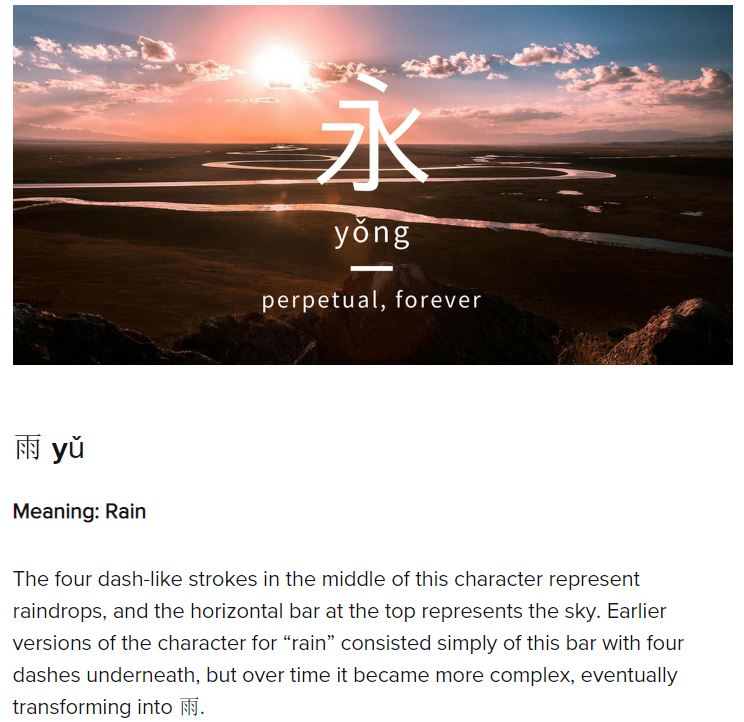 永
yǒng
perpetual, forever
雨 yǔ
Meaning: Rain
The four dash-like strokes in the middle of this character represent
raindrops, and the horizontal bar at the top represents the sky. Earlier
versions of the character for “rain” consisted simply of this bar with four
dashes underneath, but over time it became more complex, eventually
transforming into 雨.